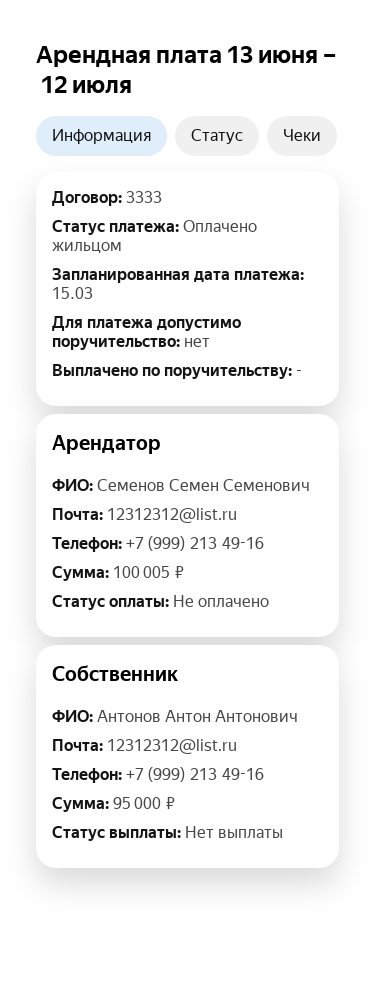 Арендная плата 13 июня –
12 июля
Информация
Статус
Чеки
Договор: 3333
Статус платежа: Оплачено
жильцом
Запланированная дата платежа:
15.03
Для платежа допустимо
поручительство: нет
Выплачено по поручительству: -
Арендатор
ФИО: Семенов Семен Семенович
Почта: 12312312@list.ru
Телефон: +7 (999) 213 49-16
Сумма: 100 005 ₽
Статус оплаты: Не оплачено
Собственник
ФИО: Антонов Антон Антонович
Почта: 12312312@list.ru
Телефон: +7 (999) 213 49-16
Сумма: 95 000 ₽
Статус выплаты: Нет выплаты